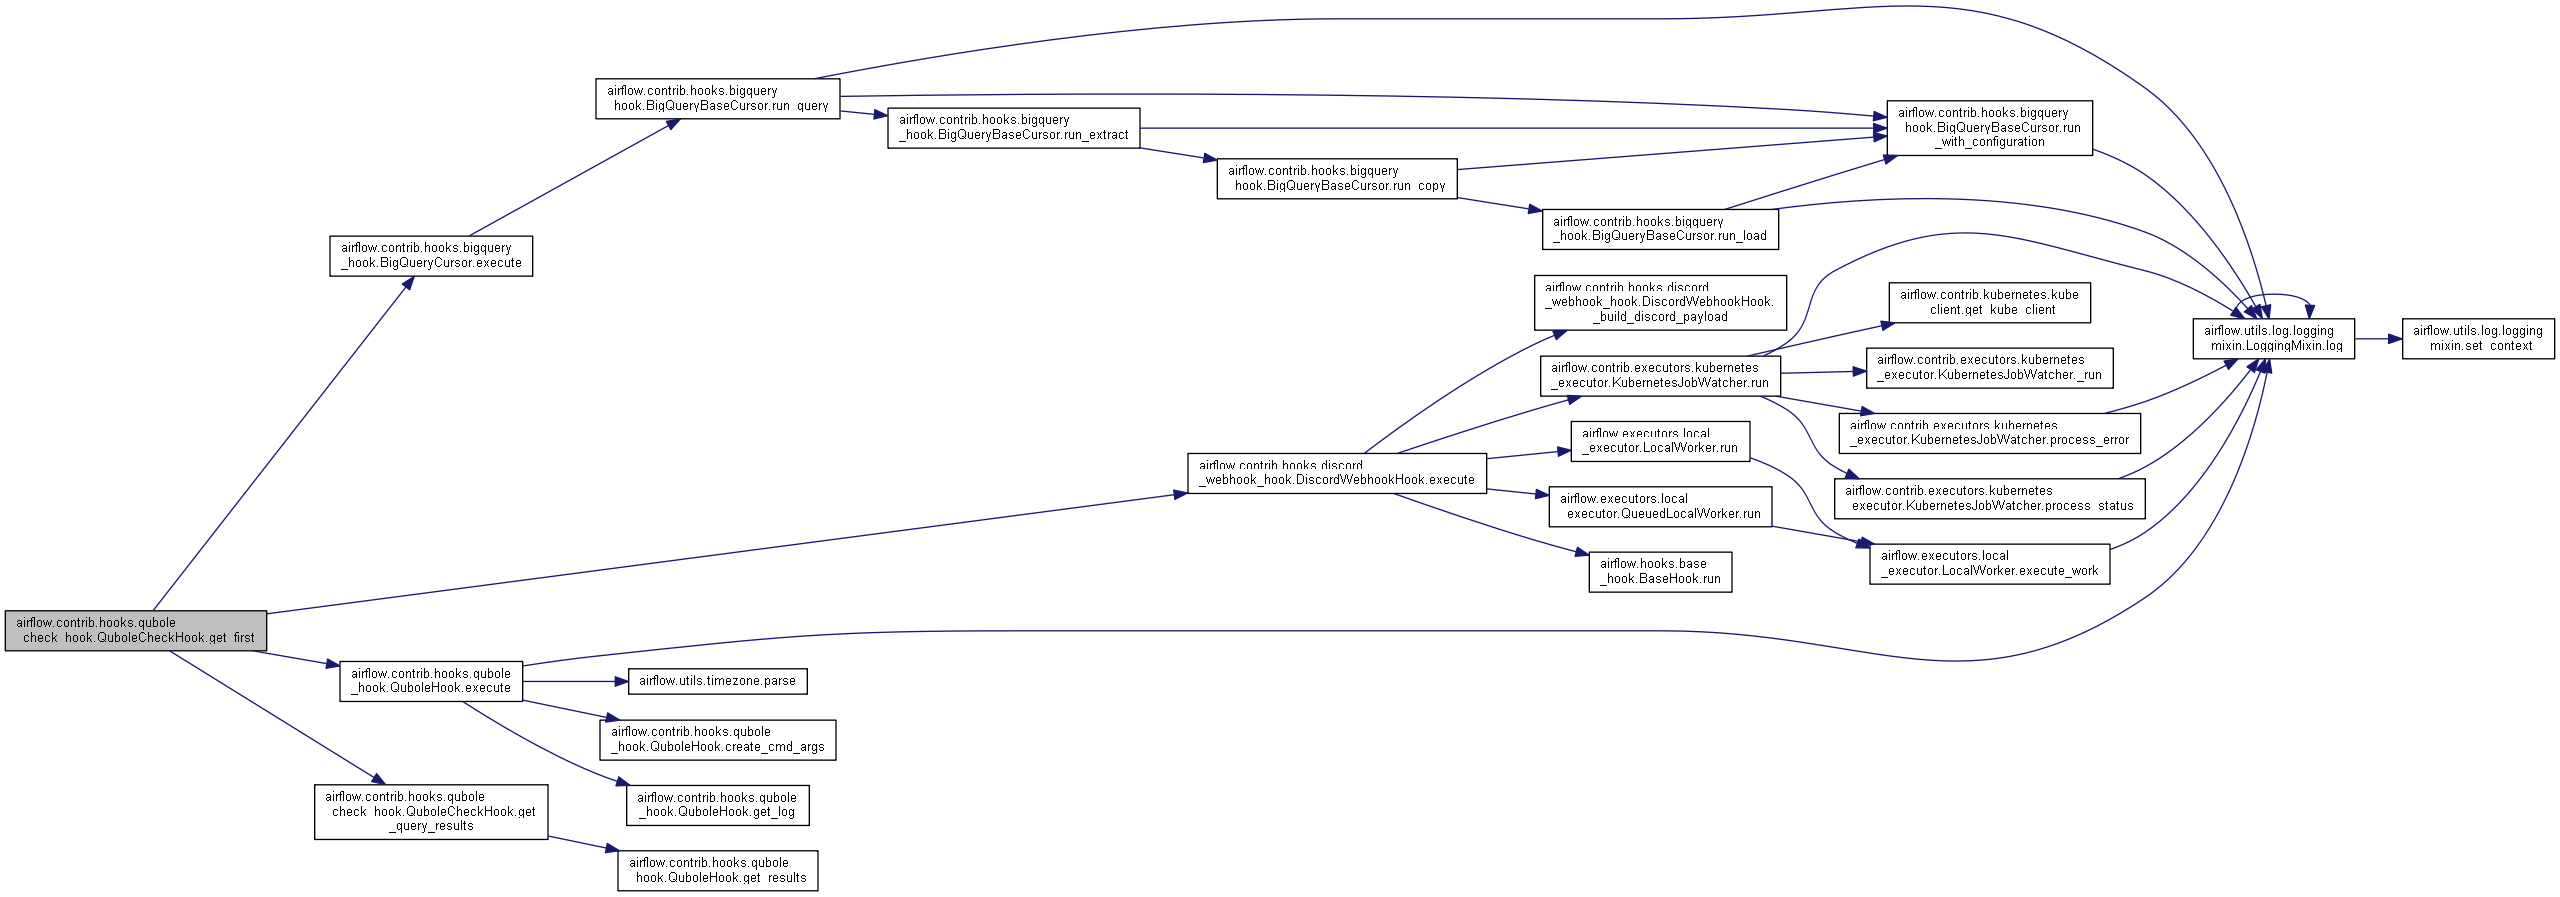 airflow.contrib.hooks.bigquery
_hook.BigQueryBaseCursor.run_query
airflow.contrib.hooks.bigquery
_hook.BigQueryBaseCursor.run_extract
airflow.contrib.hooks.bigquery
_hook.BigQueryBaseCursor.run
_with_configuration
airflow.contrib.hooks.bigquery
_hook.BigQueryBaseCursor.run_copy
airflow.contrib.hooks.bigquery
_hook.BigQueryBaseCursor.run_load
airflow.contrib.hooks.bigquery
_hook.BigQueryCursor.execute
airflow.contrib.hooks.discord
_webhook_hook.DiscordWebhookHook.
_build_discord_payload
airflow.contrib.kubernetes.kube
_client.get_kube_client
airflow.utils.log.logging
_mixin.LoggingMixin.log
airflow.utils.log.logging
_mixin.set_context
airflow.contrib.executors.kubernetes
_executor.KubernetesJobWatcher.run
airflow.contrib.executors.kubernetes
_executor.KubernetesJobWatcher._run
airflow.contrib.executors.kubernetes
_executor.KubernetesJobWatcher.process_error
airflow.executors.local
_executor.LocalWorker.run
airflow.contrib.hooks.discord
_webhook_hook.DiscordWebhookHook.execute
airflow.contrib.executors.kubernetes
_executor.KubernetesJobWatcher.process_status
airflow.executors.local
_executor.QueuedLocalWorker.run
airflow.executors.local
_executor.LocalWorker.execute_work
airflow.hooks.base
_hook.BaseHook.run
airflow.contrib.hooks.qubole
_check_hook.QuboleCheckHook.get_first
airflow.contrib.hooks.qubole
_hook.QuboleHook.execute
airflow.utils.timezone.parse
airflow.contrib.hooks.qubole
_hook.QuboleHook.create_cmd_args
airflow.contrib.hooks.qubole
_hook.QuboleHook.get_log
airflow.contrib.hooks.qubole
_check_hook.QuboleCheckHook.get
_query_results
airflow.contrib.hooks.qubole
_hook.QuboleHook.get_results